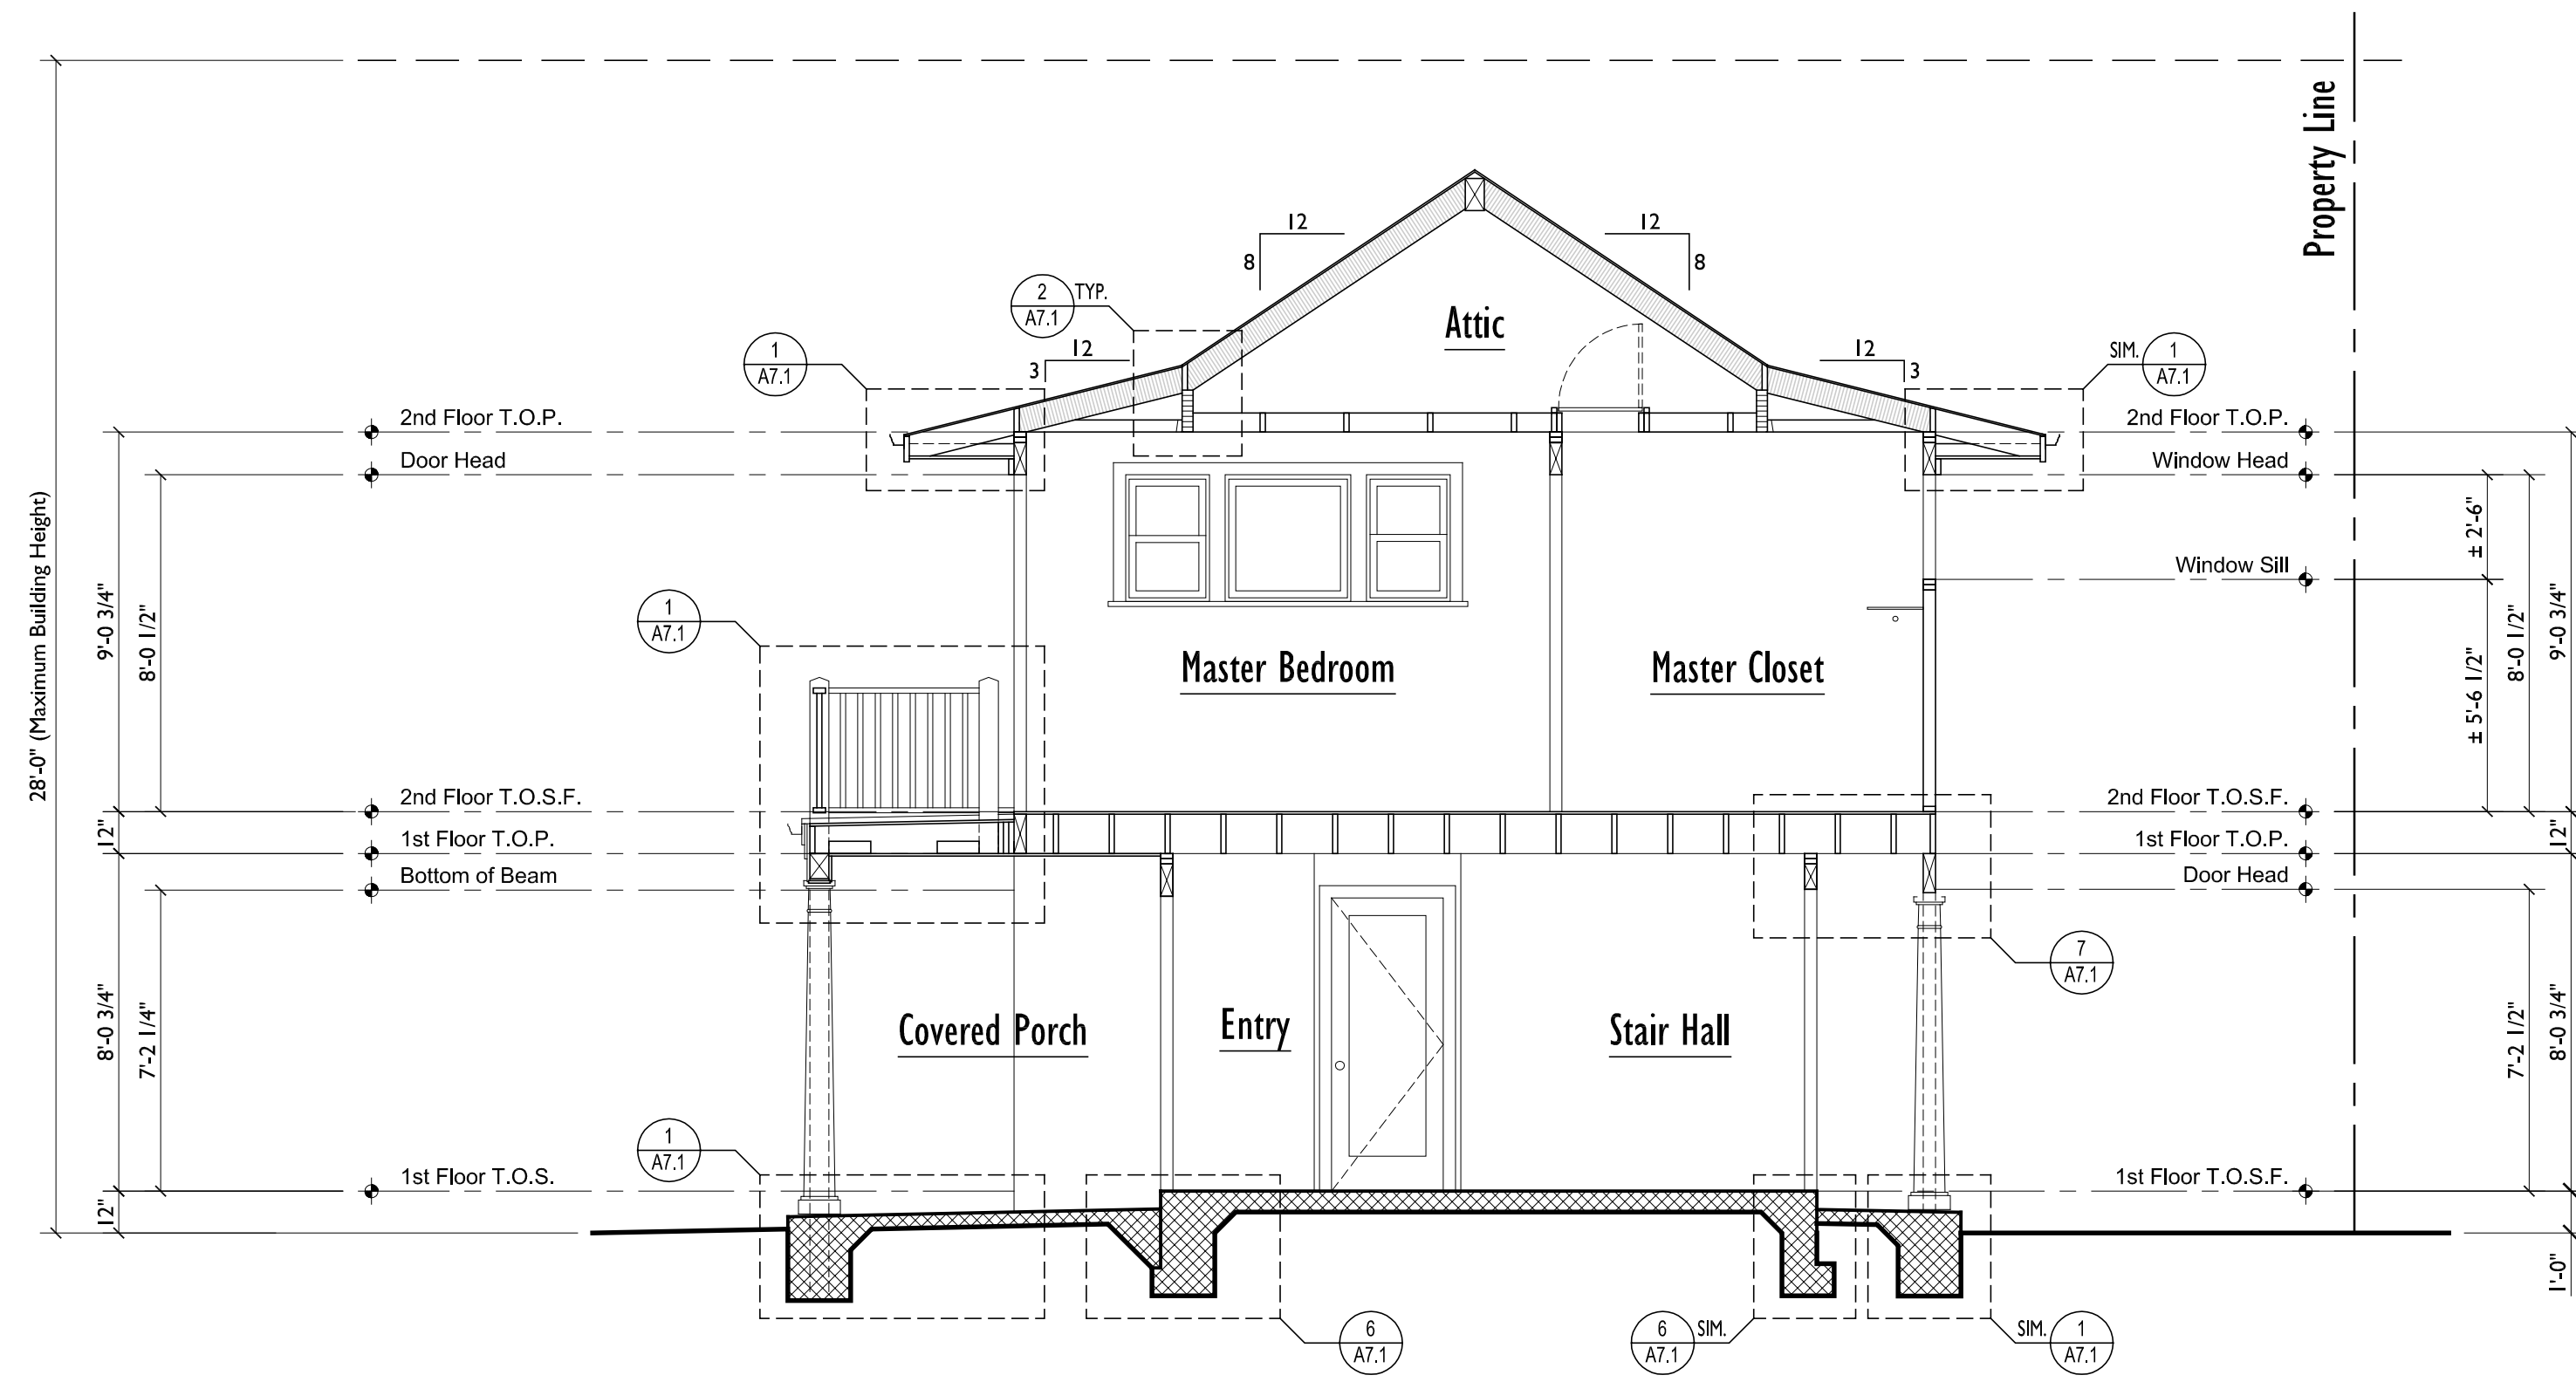 Property Line
12
12
8
8
2
A7.1
TYP.
Attic
1
A7.1
12
3
12
3
SIM.
1
A7.1
2nd Floor T.O.P.
2nd Floor T.O.P.
Door Head
Window Head
28'-0" (Maximum Building Height)
± 2'-6"
Window Sill
9'-0 3/4"
8'-0 1/2"
1
A7.1
Master Bedroom
Master Closet
± 5'-6 1/2"
8'-0 1/2"
9'-0 3/4"
2nd Floor T.O.S.F.
2nd Floor T.O.S.F.
12"
12"
1st Floor T.O.P.
1st Floor T.O.P.
Bottom of Beam
Door Head
7
A7.1
8'-0 3/4"
7'-2 1/4"
Covered Porch
Entry
Stair Hall
7'-2 1/2"
8'-0 3/4"
1
A7.1
1st Floor T.O.S.
1st Floor T.O.S.F.
12"
1'-0"
6
A7.1
6
A7.1
SIM.
SIM.
1
A7.1